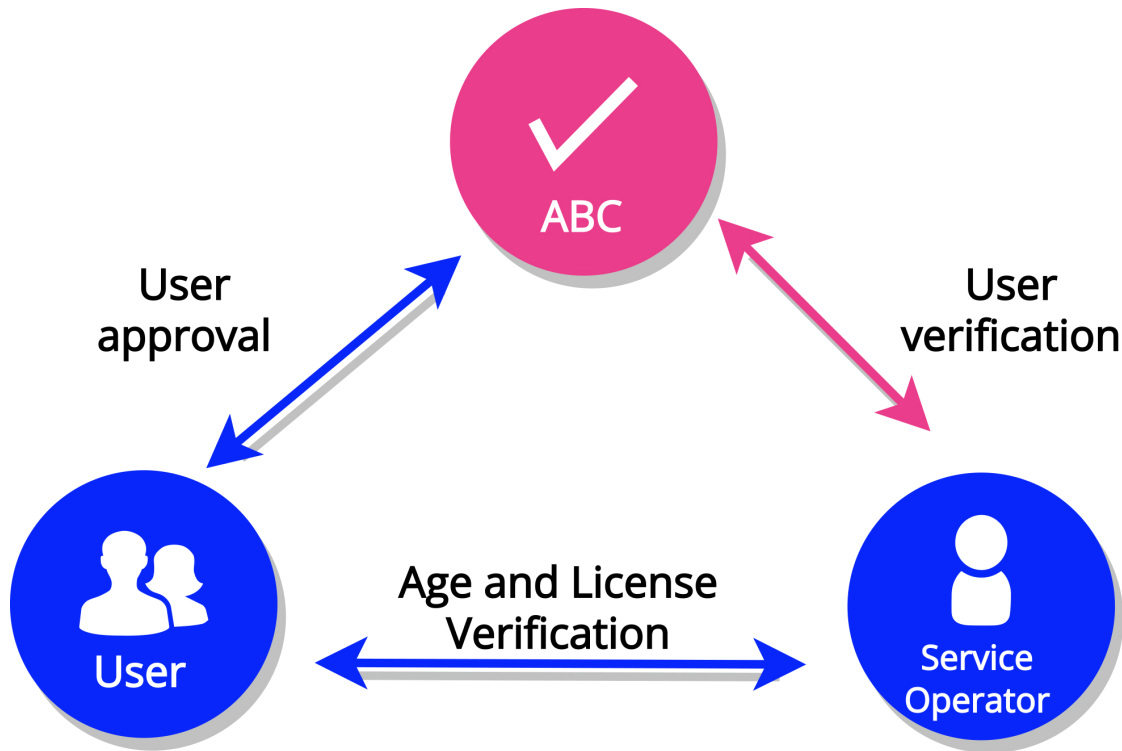 ABC
User
approval
User
verification
Age and License
Verification
User
Service
Operator